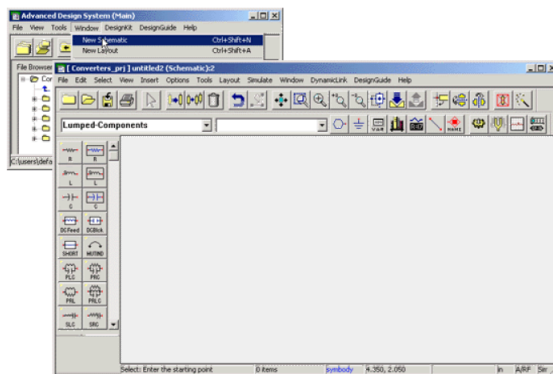 Advanced Design System (Main)
File View Tools Window DesignKit DesignGuide Help
New Schematic Ctrl+Shift+N
New Layout Ctrl+Shift+A
File Browser
[ Converters_prj ] untitled2 (Schematic):2
File Edit Select View Insert Options Tools Layout Simulate Window DynamicLink DesignGuide Help
Lumped-Components
VAR
NAME
R R
L L
C C
DCFeed DCBlck
SHORT MUTIND
PLC PRC
PRL PRLC
SLC SRC
C:\users\defa
Select: Enter the starting point 0 items symbody 4.350, 2.050 in A/RF